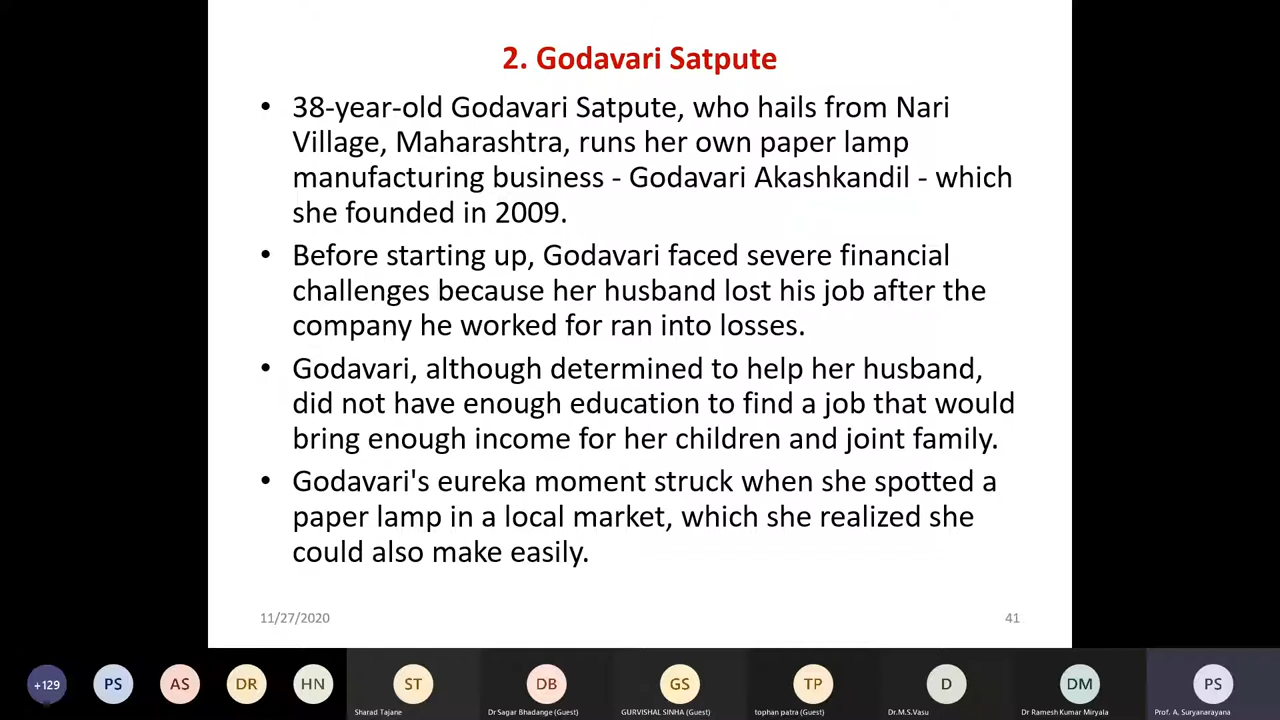 2. Godavari Satpute
• 38-year-old Godavari Satpute, who hails from Nari
Village, Maharashtra, runs her own paper lamp
manufacturing business - Godavari Akashkandil - which
she founded in 2009.
• Before starting up, Godavari faced severe financial
challenges because her husband lost his job after the
company he worked for ran into losses.
• Godavari, although determined to help her husband,
did not have enough education to find a job that would
bring enough income for her children and joint family.
• Godavari's eureka moment struck when she spotted a
paper lamp in a local market, which she realized she
could also make easily.
11/27/2020 41
+129 PS AS DR HN ST DB GS TP D DM PS
Sharad Tajane Dr Sagar Bhadange (Guest) GURVISHAL SINHA (Guest) tophan patra (Guest) Dr.M.S.Vasu Dr Ramesh Kumar Miryala Prof. A. Suryanarayana